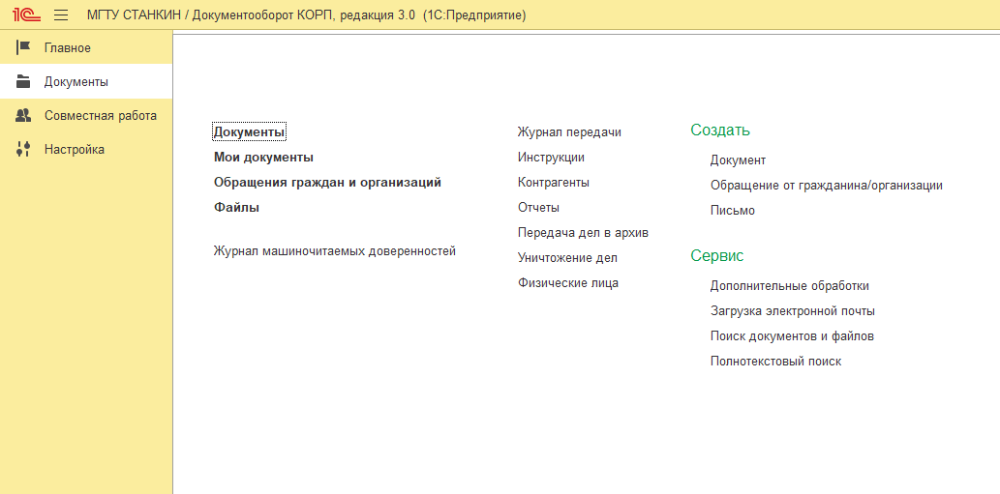 1С МГТУ СТАНКИН / Документооборот КОРП, редакция 3.0 (1С:Предприятие)
Главное
Документы
Совместная работа
Настройка
Документы
Мои документы
Обращения граждан и организаций
Файлы
Журнал машиночитаемых доверенностей
Журнал передачи
Инструкции
Контрагенты
Отчеты
Передача дел в архив
Уничтожение дел
Физические лица
Создать
Документ
Обращение от гражданина/организации
Письмо
Сервис
Дополнительные обработки
Загрузка электронной почты
Поиск документов и файлов
Полнотекстовый поиск